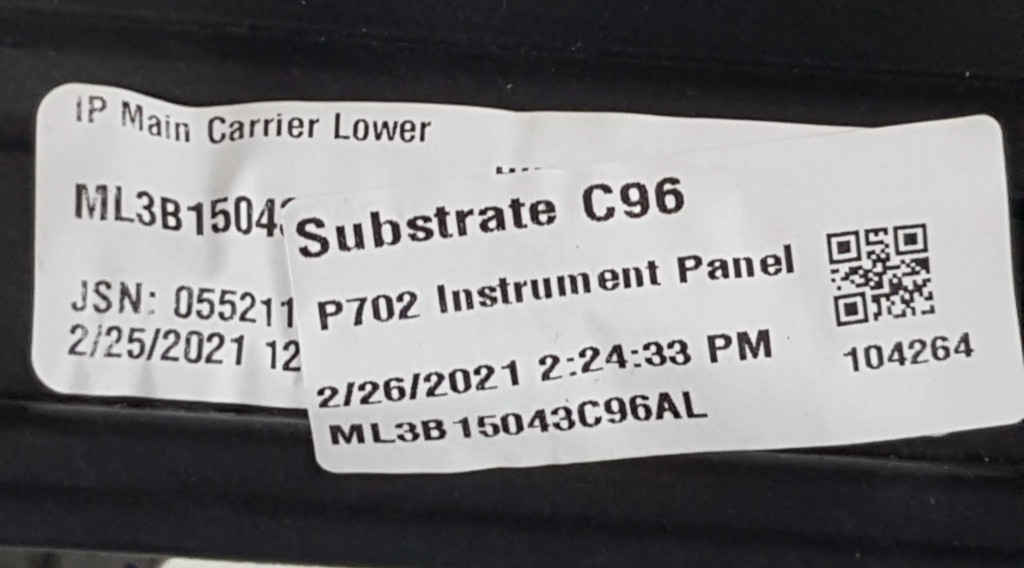 IP Main Carrier Lower
ML3B1504
JSN: 055211
2/25/2021 12
Substrate C96
P702 Instrument Panel
2/26/2021 2:24:33 PM
ML3B15043C96AL
104264